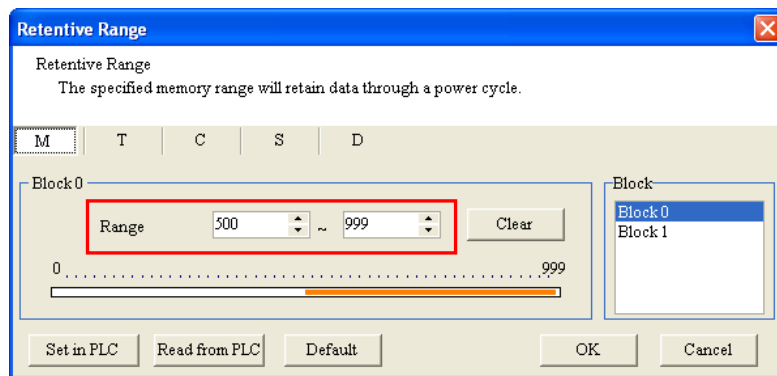 Retentive Range
Retentive Range
The specified memory range will retain data through a power cycle.
M T C S D
Block 0 Block
Range 500 ~ 999 Clear
Block 0
Block 1
0 999
Set in PLC Read from PLC Default OK Cancel